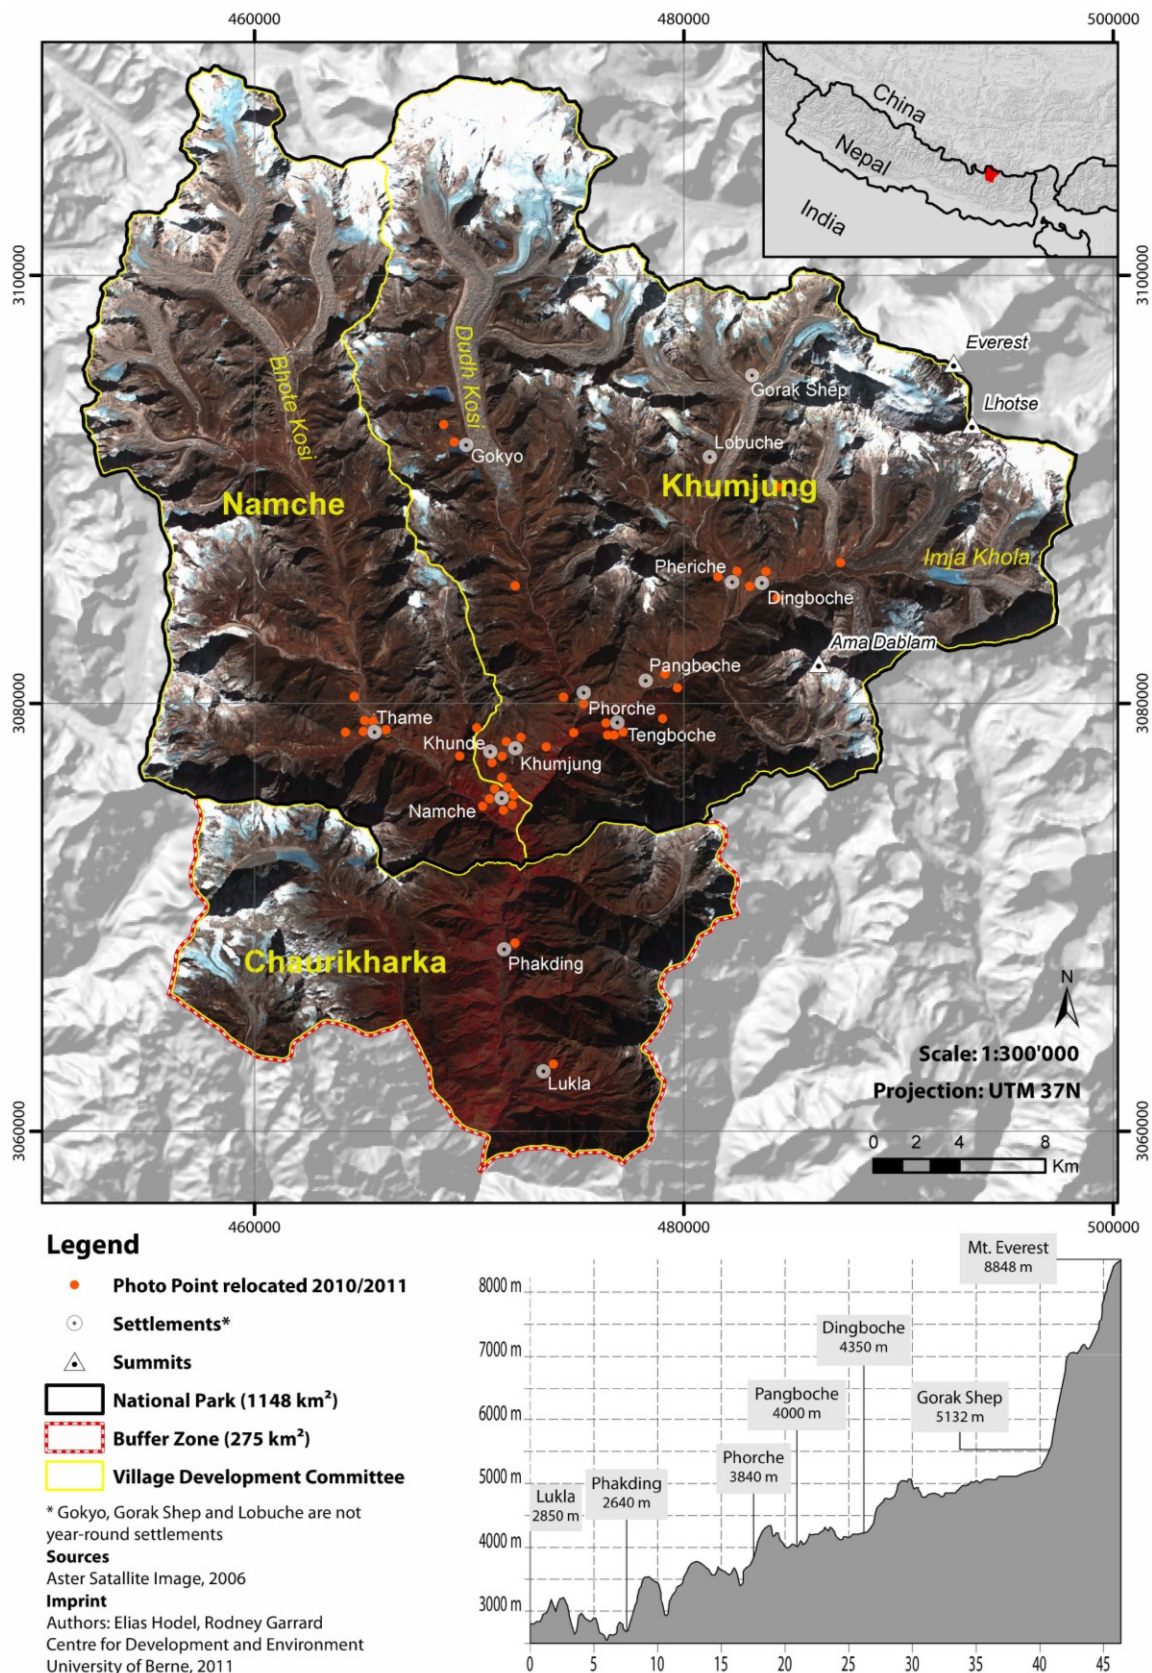 460000
480000
500000
China
Nepal
India
3100000
3100000
Everest
Dudh Kosi
Bhote Kosi
Gorak Shep
Lhotse
Gokyo
Lobuche
Namche
Khumjung
Imja Khola
Pheriche
Dingboche
Ama Dablam
Pangboche
3080000
3080000
Phorche
Thame
Tengboche
Khunde
Khumjung
Namche
Chaurikharka
Phakding
N
Scale: 1:300'000
Lukla
Projection: UTM 37N
3060000
3060000
0 2 4 8
Km
460000
480000
500000
Legend
Photo Point relocated 2010/2011
Settlements*
Summits
National Park (1148 km²)
Buffer Zone (275 km²)
Village Development Committee
* Gokyo, Gorak Shep and Lobuche are not
year-round settlements
Sources
Aster Satallite Image, 2006
Imprint
Authors: Elias Hodel, Rodney Garrard
Centre for Development and Environment
University of Berne, 2011
Mt. Everest
8848 m
8000 m
Dingboche
4350 m
7000 m
Pangboche
4000 m
Gorak Shep
5132 m
6000 m
Phorche
3840 m
5000 m
Phakding
2640 m
Lukla
2850 m
4000 m
3000 m
0 5 10 15 20 25 30 35 40 45